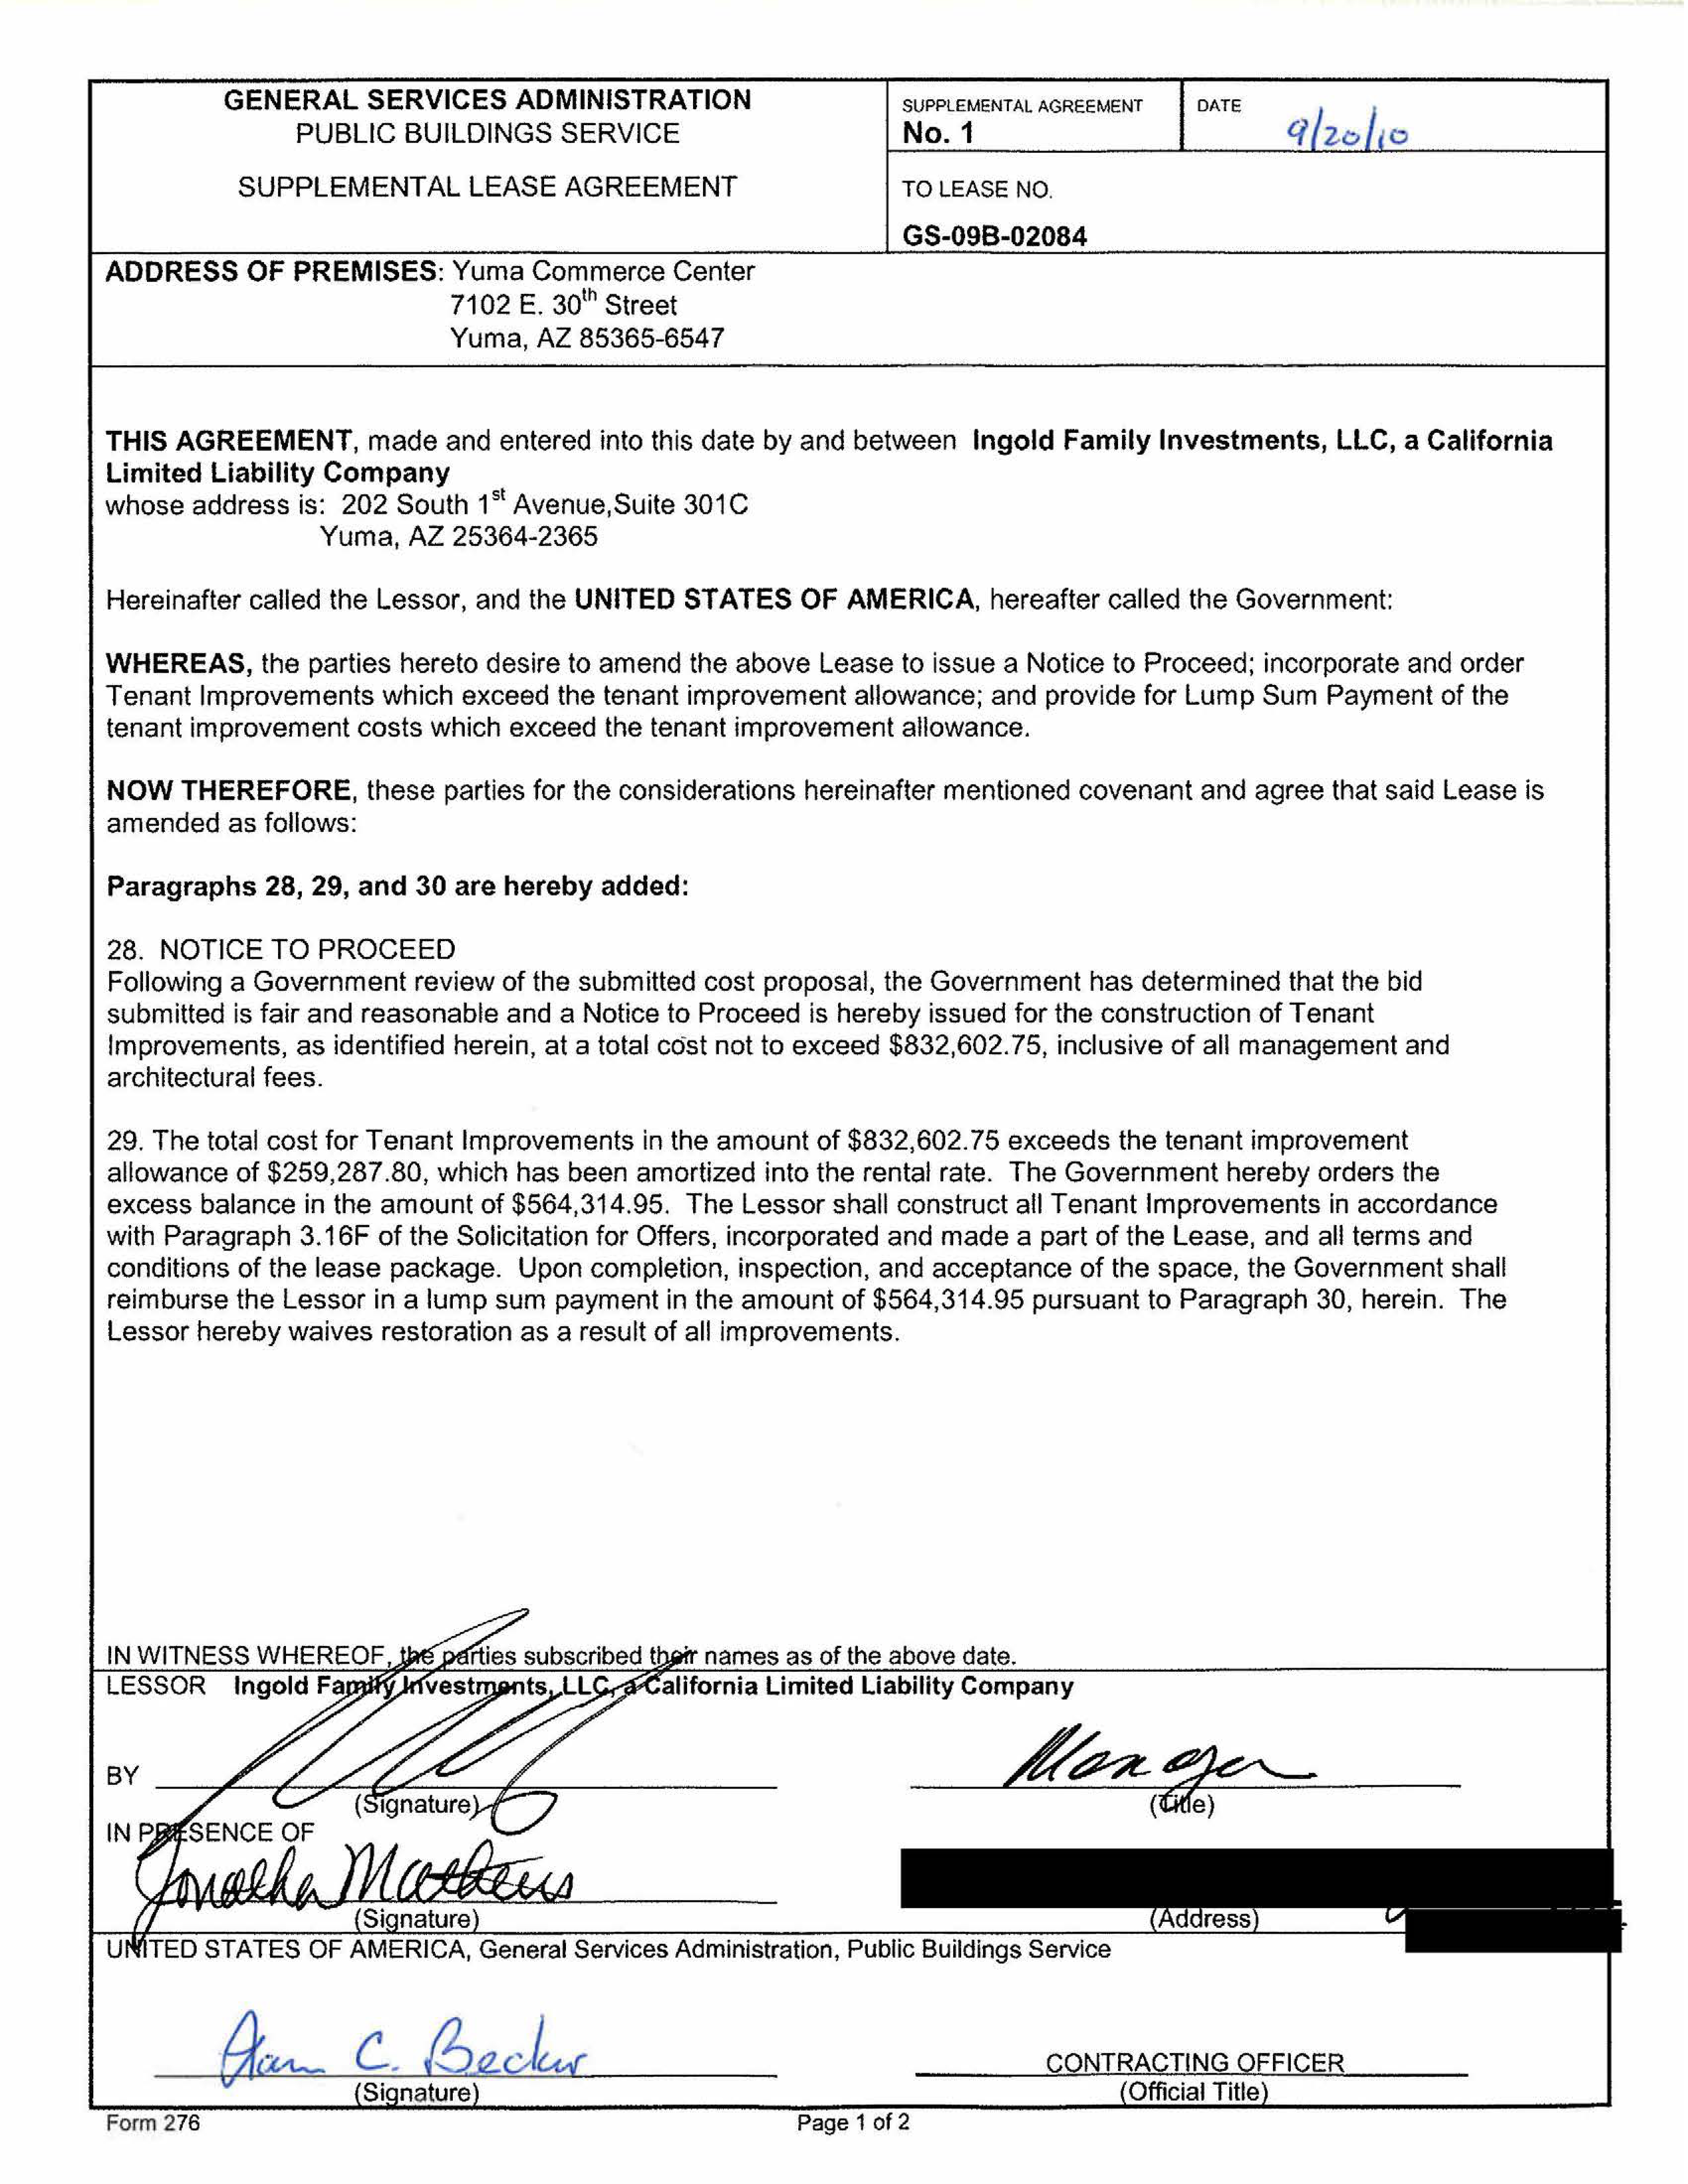 GENERAL SERVICES ADMINISTRATION
PUBLIC BUILDINGS SERVICE
SUPPLEMENTAL LEASE AGREEMENT
SUPPLEMENTAL AGREEMENT
No. 1
DATE
9/20/10
TO LEASE NO.
GS-09B-02084
ADDRESS OF PREMISES: Yuma Commerce Center
7102 E. 30th Street
Yuma, AZ 85365-6547
THIS AGREEMENT, made and entered into this date by and between Ingold Family Investments, LLC, a California
Limited Liability Company
whose address is: 202 South 1st Avenue,Suite 301C
Yuma, AZ 25364-2365
Hereinafter called the Lessor, and the UNITED STATES OF AMERICA, hereafter called the Government:
WHEREAS, the parties hereto desire to amend the above Lease to issue a Notice to Proceed; incorporate and order
Tenant Improvements which exceed the tenant improvement allowance; and provide for Lump Sum Payment of the
tenant improvement costs which exceed the tenant improvement allowance.
NOW THEREFORE, these parties for the considerations hereinafter mentioned covenant and agree that said Lease is
amended as follows:
Paragraphs 28, 29, and 30 are hereby added:
28. NOTICE TO PROCEED
Following a Government review of the submitted cost proposal, the Government has determined that the bid
submitted is fair and reasonable and a Notice to Proceed is hereby issued for the construction of Tenant
Improvements, as identified herein, at a total cost not to exceed $832,602.75, inclusive of all management and
architectural fees.
29. The total cost for Tenant Improvements in the amount of $832,602.75 exceeds the tenant improvement
allowance of $259,287.80, which has been amortized into the rental rate. The Government hereby orders the
excess balance in the amount of $564,314.95. The Lessor shall construct all Tenant Improvements in accordance
with Paragraph 3.16F of the Solicitation for Offers, incorporated and made a part of the Lease, and all terms and
conditions of the lease package. Upon completion, inspection, and acceptance of the space, the Government shall
reimburse the Lessor in a lump sum payment in the amount of $564,314.95 pursuant to Paragraph 30, herein. The
Lessor hereby waives restoration as a result of all improvements.
IN WITNESS WHEREOF, the parties subscribed their names as of the above date.
LESSOR Ingold Family Investments, LLC, a California Limited Liability Company
BY
Manager
(Signature)
(Title)
IN PRESENCE OF
Jonatha Mathews
(Signature)
(Address)
UNITED STATES OF AMERICA, General Services Administration, Public Buildings Service
C. Becker
CONTRACTING OFFICER
(Signature)
(Official Title)
Form 276
Page 1 of 2